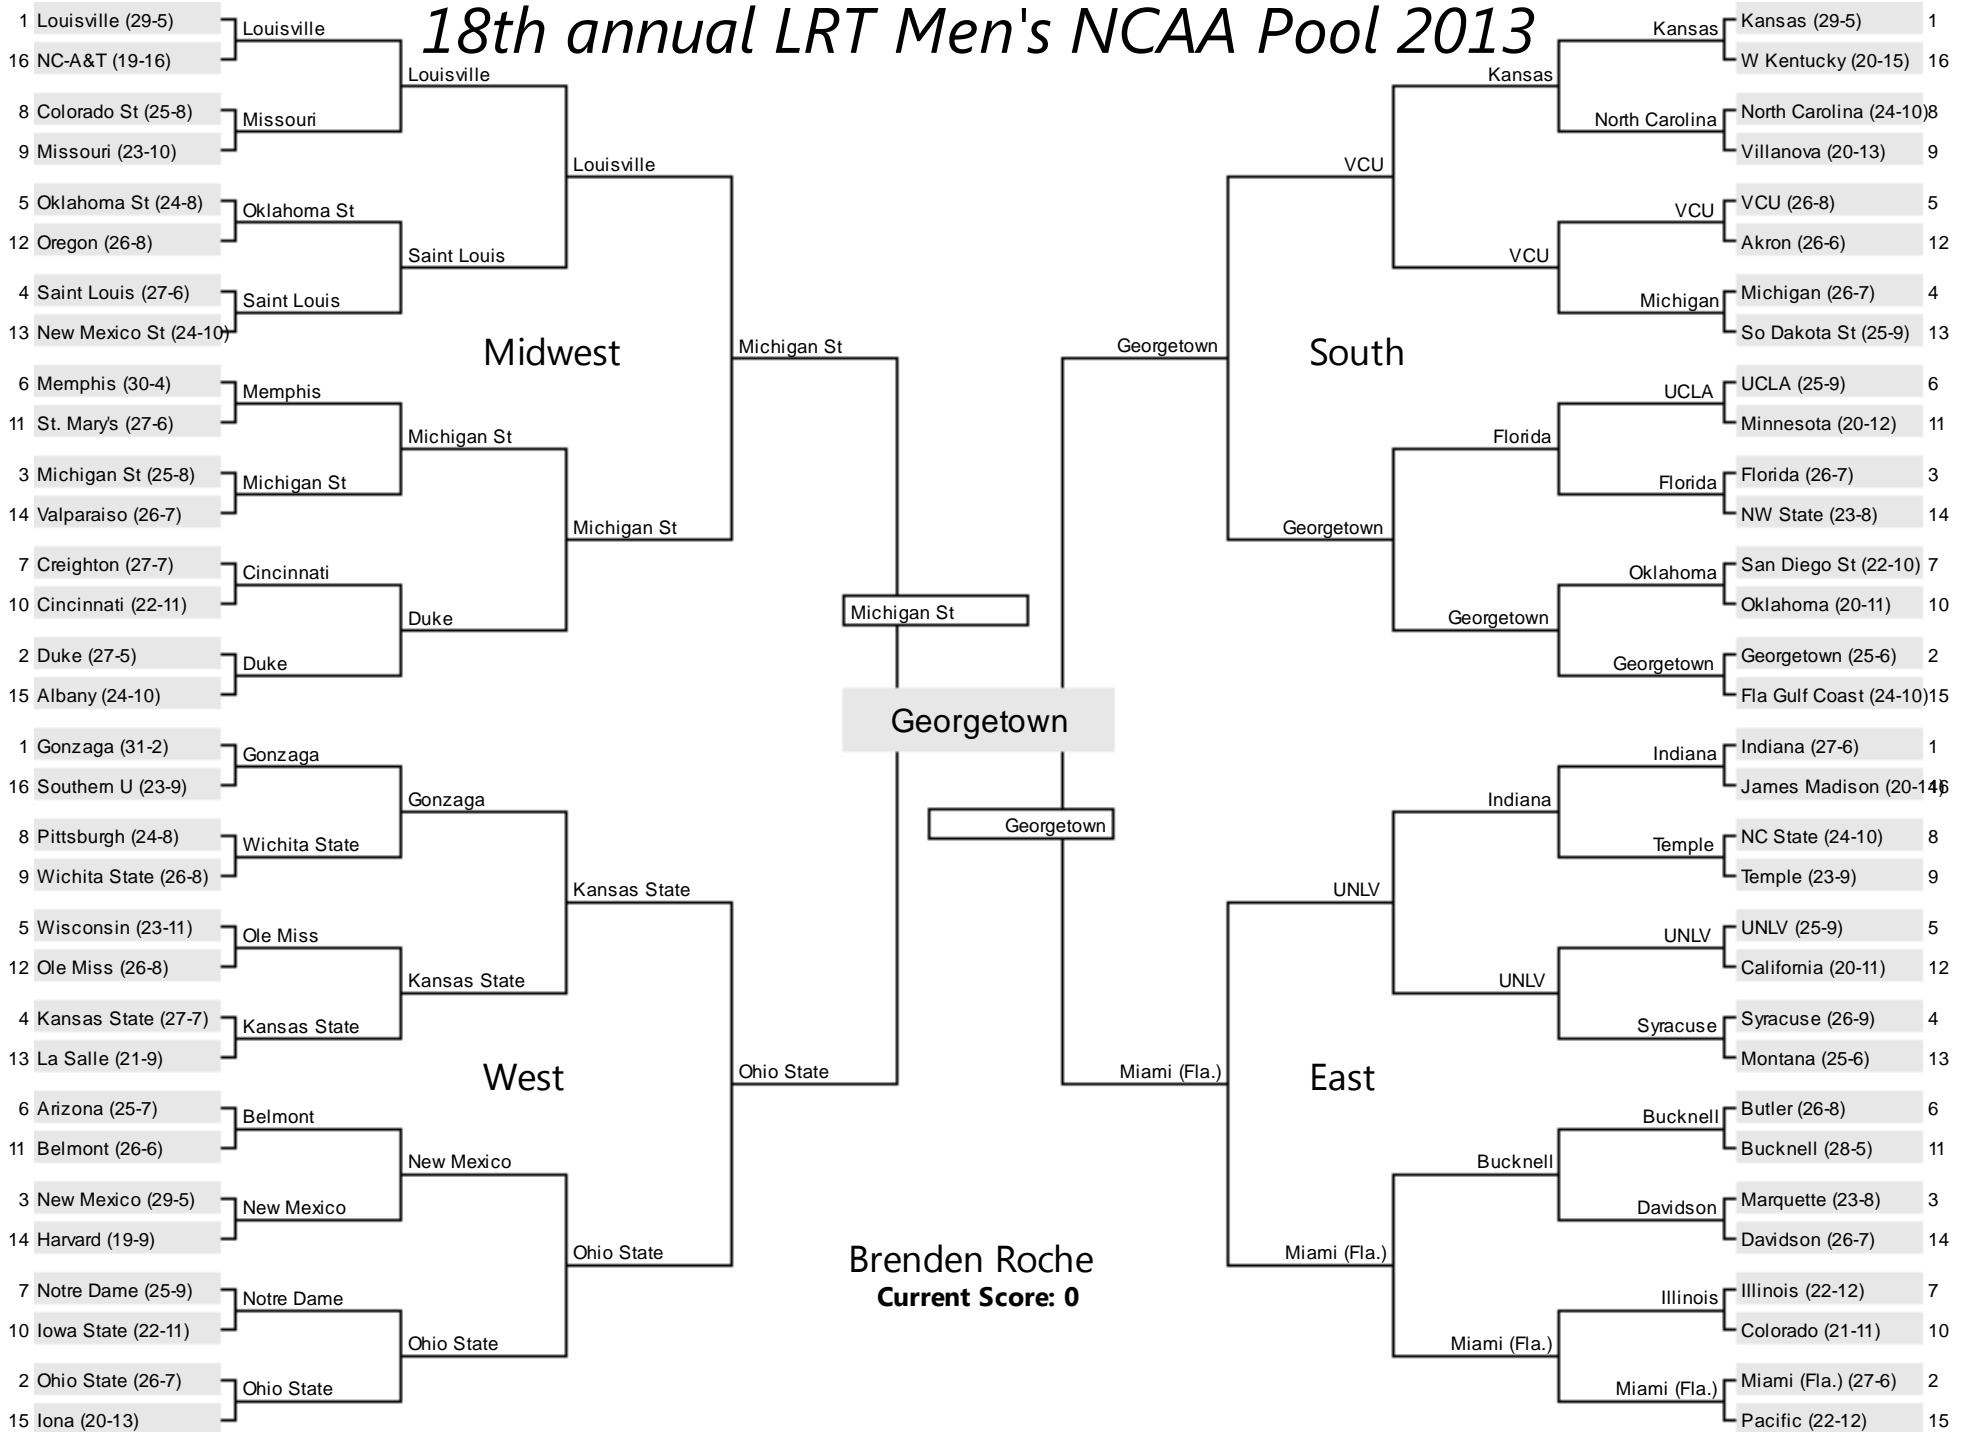 18th annual LRT Men's NCAA Pool 2013
1 Louisville (29-5)
16 NC-A&T (19-16)
8 Colorado St (25-8)
9 Missouri (23-10)
5 Oklahoma St (24-8)
12 Oregon (26-8)
4 Saint Louis (27-6)
13 New Mexico St (24-10)
6 Memphis (30-4)
11 St. Mary's (27-6)
3 Michigan St (25-8)
14 Valparaiso (26-7)
7 Creighton (27-7)
10 Cincinnati (22-11)
2 Duke (27-5)
15 Albany (24-10)
Louisville
Missouri
Oklahoma St
Saint Louis
Memphis
Michigan St
Cincinnati
Duke
Louisville
Saint Louis
Michigan St
Duke
Louisville
Michigan St
Michigan St
Midwest
1 Gonzaga (31-2)
16 Southern U (23-9)
8 Pittsburgh (24-8)
9 Wichita State (26-8)
5 Wisconsin (23-11)
12 Ole Miss (26-8)
4 Kansas State (27-7)
13 La Salle (21-9)
6 Arizona (25-7)
11 Belmont (26-6)
3 New Mexico (29-5)
14 Harvard (19-9)
7 Notre Dame (25-9)
10 Iowa State (22-11)
2 Ohio State (26-7)
15 Iona (20-13)
Gonzaga
Wichita State
Ole Miss
Kansas State
Belmont
New Mexico
Notre Dame
Ohio State
Gonzaga
Kansas State
New Mexico
Ohio State
Kansas State
Ohio State
Ohio State
West
Michigan St
Georgetown
Georgetown
Brenden Roche
Current Score: 0
Kansas (29-5) 1
W Kentucky (20-15) 16
North Carolina (24-10) 8
Villanova (20-13) 9
VCU (26-8) 5
Akron (26-6) 12
Michigan (26-7) 4
So Dakota St (25-9) 13
UCLA (25-9) 6
Minnesota (20-12) 11
Florida (26-7) 3
NW State (23-8) 14
San Diego St (22-10) 7
Oklahoma (20-11) 10
Georgetown (25-6) 2
Fla Gulf Coast (24-10) 15
Kansas
North Carolina
VCU
Michigan
UCLA
Florida
Oklahoma
Georgetown
Kansas
VCU
Florida
Georgetown
VCU
Georgetown
Georgetown
South
Indiana (27-6) 1
James Madison (20-14) 16
NC State (24-10) 8
Temple (23-9) 9
UNLV (25-9) 5
California (20-11) 12
Syracuse (26-9) 4
Montana (25-6) 13
Butler (26-8) 6
Bucknell (28-5) 11
Marquette (23-8) 3
Davidson (26-7) 14
Illinois (22-12) 7
Colorado (21-11) 10
Miami (Fla.) (27-6) 2
Pacific (22-12) 15
Indiana
Temple
UNLV
Syracuse
Bucknell
Davidson
Illinois
Miami (Fla.)
Indiana
UNLV
Bucknell
Miami (Fla.)
UNLV
Miami (Fla.)
Miami (Fla.)
East